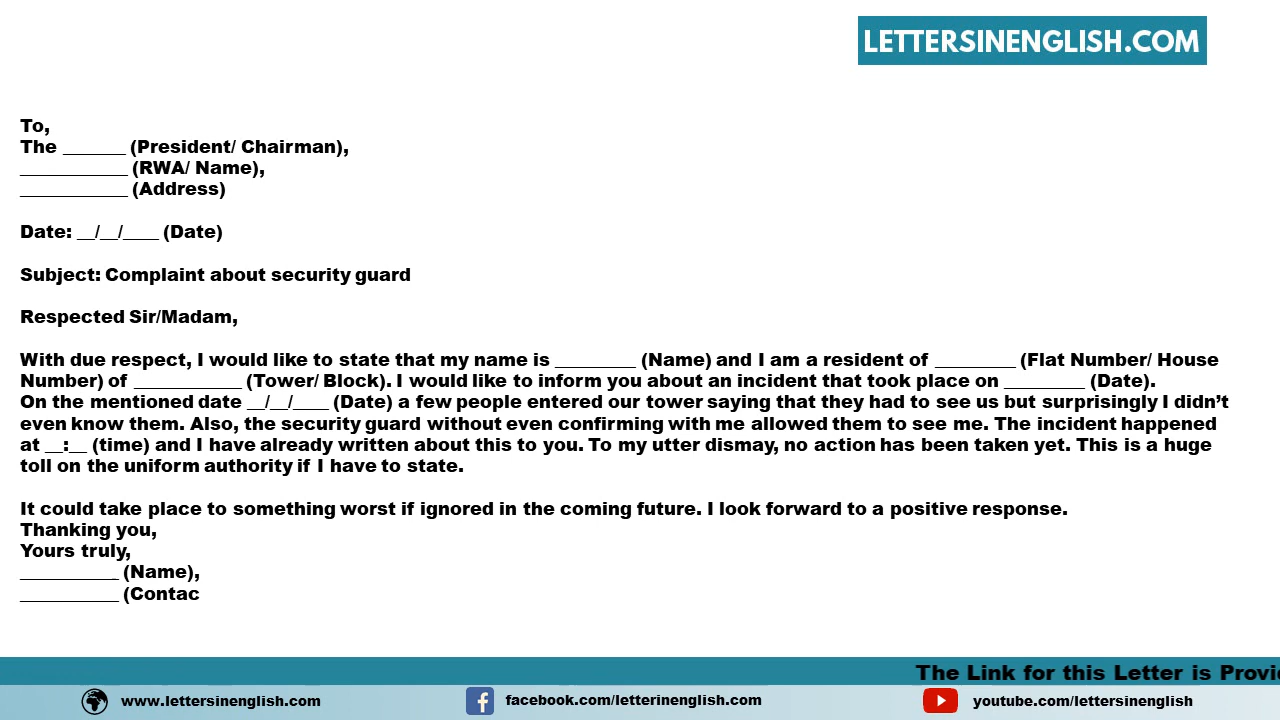 LETTERSINENGLISH.COM
To,
The _______ (President/ Chairman),
____________ (RWA/ Name),
____________ (Address)
Date: __/__/____ (Date)
Subject: Complaint about security guard
Respected Sir/Madam,
With due respect, I would like to state that my name is _________ (Name) and I am a resident of _________ (Flat Number/ House
Number) of ____________ (Tower/ Block). I would like to inform you about an incident that took place on _________ (Date).
On the mentioned date __/__/____ (Date) a few people entered our tower saying that they had to see us but surprisingly I didn’t
even know them. Also, the security guard without even confirming with me allowed them to see me. The incident happened
at __:__ (time) and I have already written about this to you. To my utter dismay, no action has been taken yet. This is a huge
toll on the uniform authority if I have to state.
It could take place to something worst if ignored in the coming future. I look forward to a positive response.
Thanking you,
Yours truly,
___________ (Name),
___________ (Contac
The Link for this Letter is Provi
www.lettersinenglish.com
facebook.com/letterinenglish.com
youtube.com/lettersinenglish